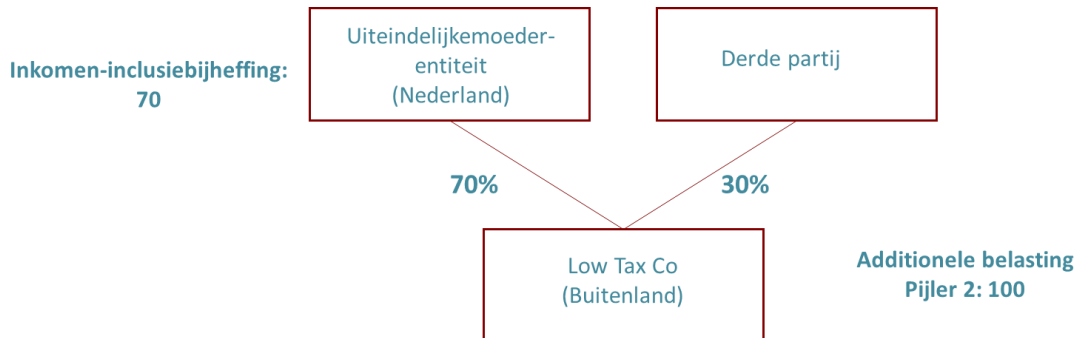 Uiteindelijkemoeder-
entiteit
(Nederland)
Derde partij
Inkomen-inclusiebijheffing:
70
70%
30%
Low Tax Co
(Buitenland)
Additionele belasting
Pijler 2: 100